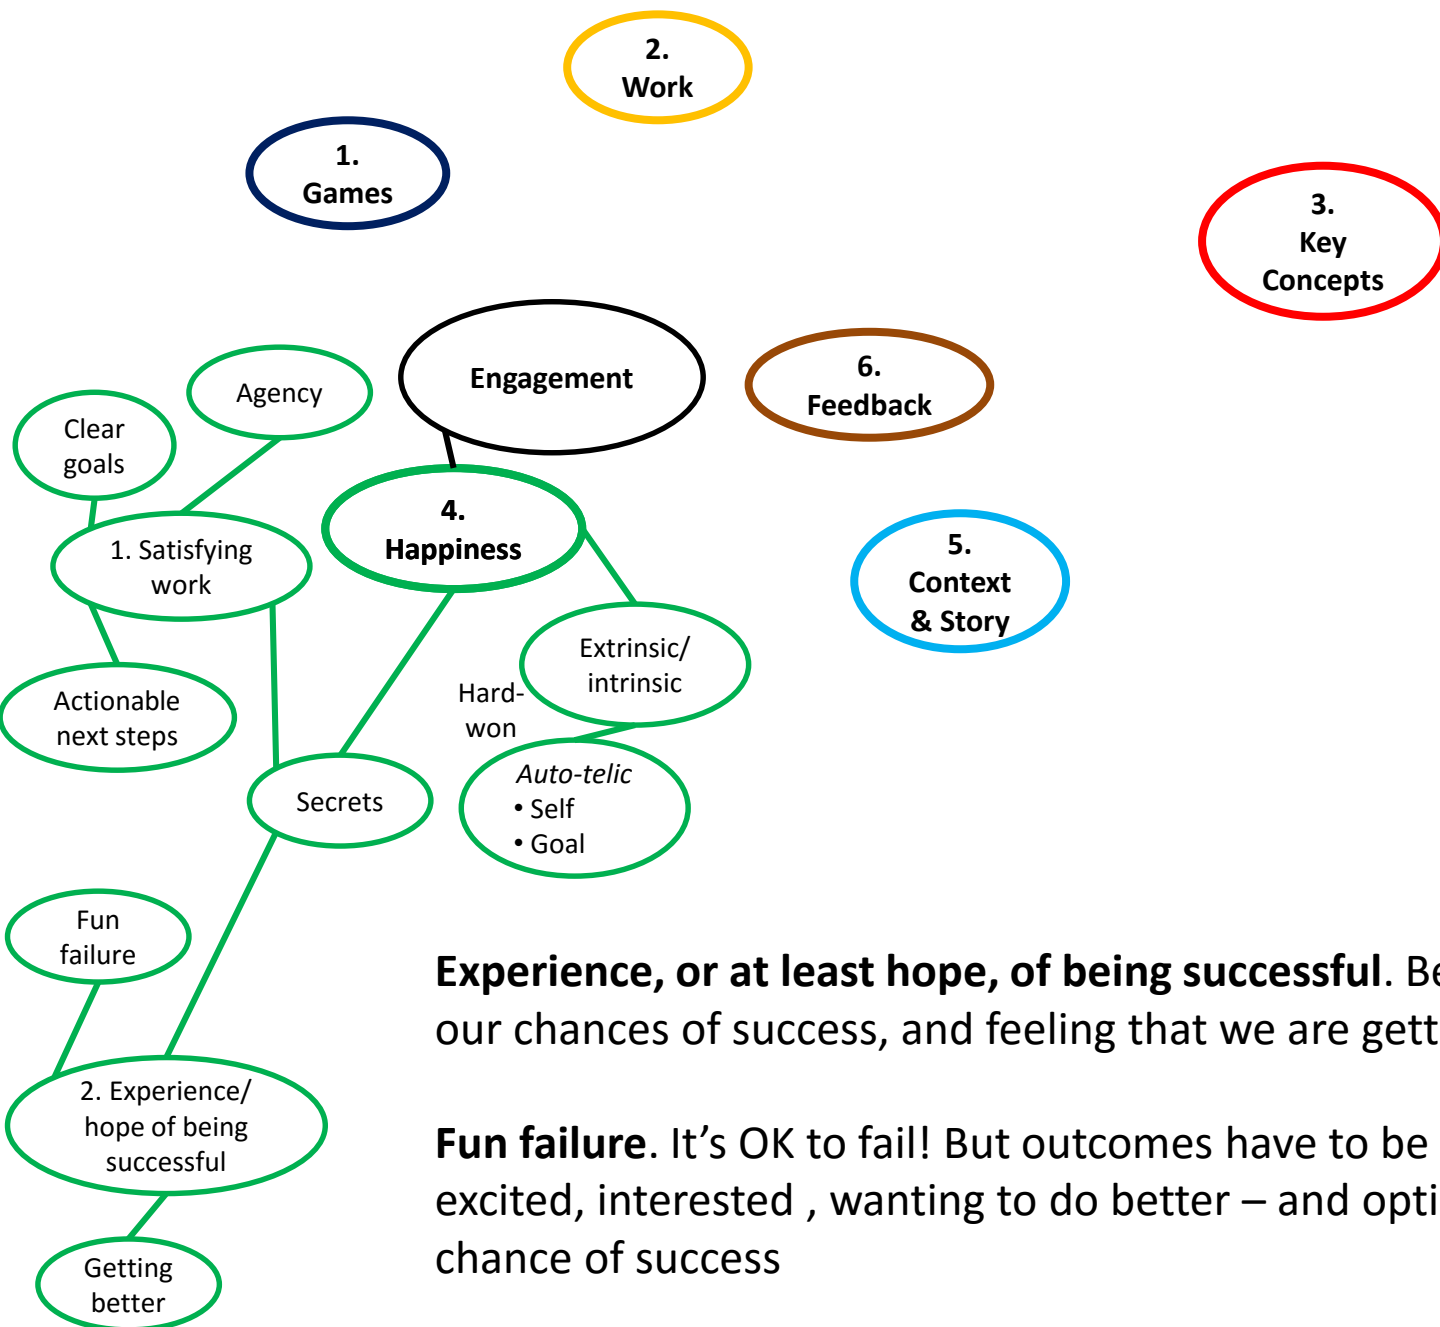 2.
Work
1.
Games
3.
Key
Concepts
Engagement
6.
Feedback
Agency
Clear
goals
4.
Happiness
1. Satisfying
work
5.
Context
& Story
Extrinsic/
intrinsic
Hard-
won
Actionable
next steps
Auto-telic
• Self
• Goal
Secrets
Fun
failure
Experience, or at least hope, of being successful. Be
our chances of success, and feeling that we are gett
2. Experience/
hope of being
successful
Fun failure. It’s OK to fail! But outcomes have to be
excited, interested , wanting to do better – and opti
chance of success
Getting
better